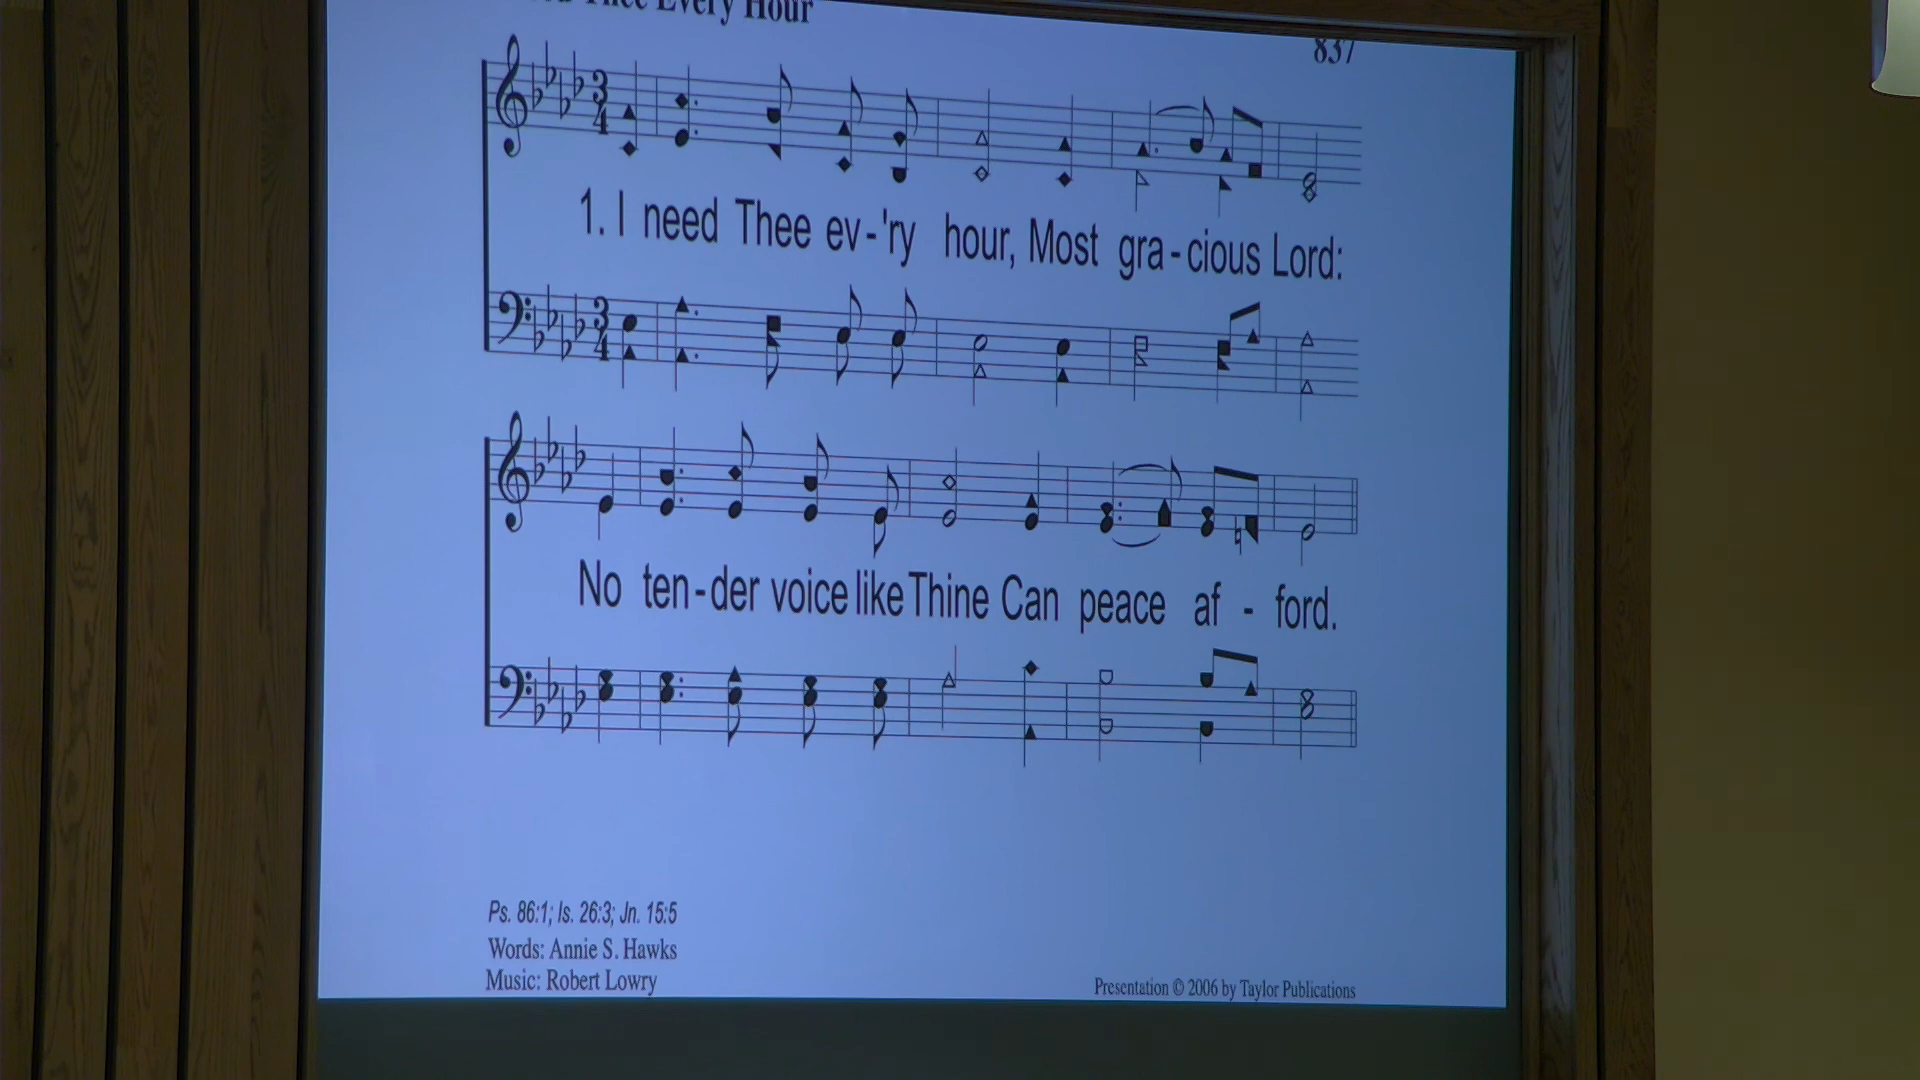 Every Hour
837
1. I need Thee ev-'ry hour, Most gra-cious Lord:
No ten-der voice like Thine Can peace af - ford.
Ps. 86:1; Is. 26:3; Jn. 15:5
Words: Annie S. Hawks
Music: Robert Lowry
Presentation © 2006 by Taylor Publications